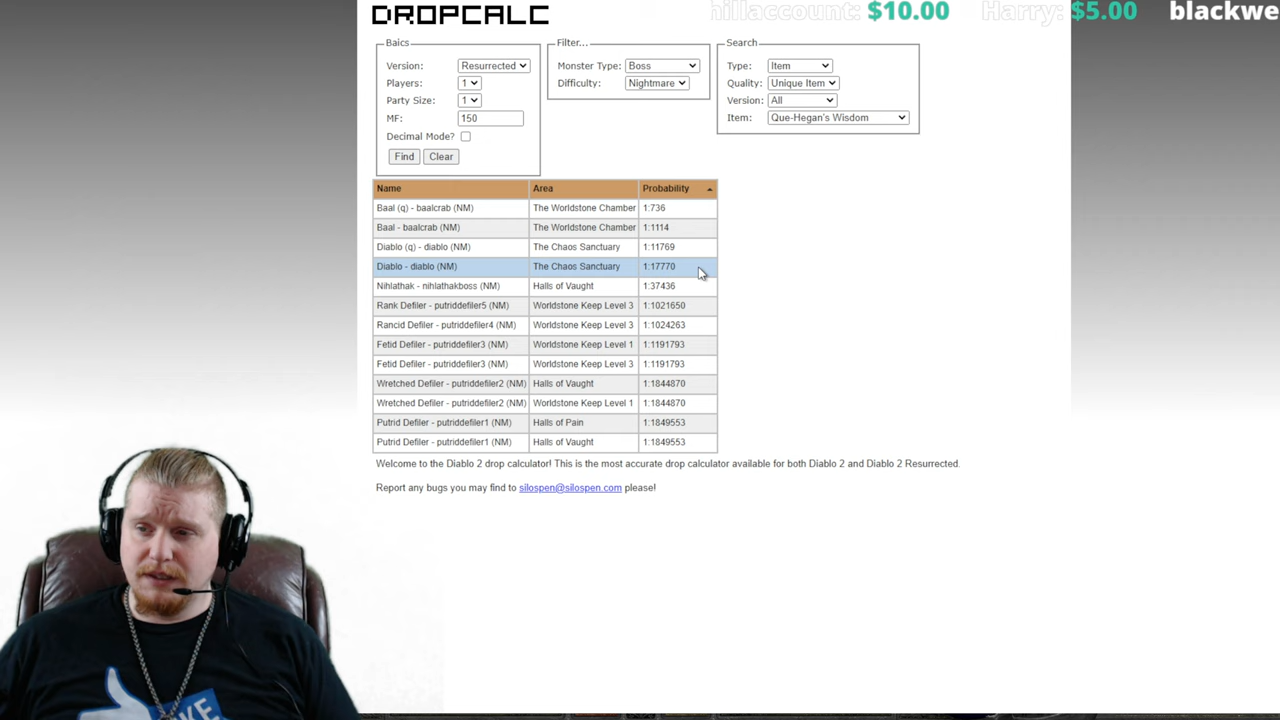 DROPCALC
hillaccount: $10.00 Harry: $5.00 blackwe
Baics
Version: Resurrected
Players: 1
Party Size: 1
MF: 150
Decimal Mode?
Find Clear
Filter...
Monster Type: Boss
Difficulty: Nightmare
Search
Type: Item
Quality: Unique Item
Version: All
Item: Que-Hegan's Wisdom
Name Area Probability
Baal (q) - baalcrab (NM) The Worldstone Chamber 1:736
Baal - baalcrab (NM) The Worldstone Chamber 1:1114
Diablo (q) - diablo (NM) The Chaos Sanctuary 1:11769
Diablo - diablo (NM) The Chaos Sanctuary 1:17770
Nihlathak - nihlathakboss (NM) Halls of Vaught 1:37436
Rank Defiler - putriddefiler5 (NM) Worldstone Keep Level 3 1:1021650
Rancid Defiler - putriddefiler4 (NM) Worldstone Keep Level 3 1:1024263
Fetid Defiler - putriddefiler3 (NM) Worldstone Keep Level 1 1:1191793
Fetid Defiler - putriddefiler3 (NM) Worldstone Keep Level 3 1:1191793
Wretched Defiler - putriddefiler2 (NM) Halls of Vaught 1:1844870
Wretched Defiler - putriddefiler2 (NM) Worldstone Keep Level 1 1:1844870
Putrid Defiler - putriddefiler1 (NM) Halls of Pain 1:1849553
Putrid Defiler - putriddefiler1 (NM) Halls of Vaught 1:1849553
Welcome to the Diablo 2 drop calculator! This is the most accurate drop calculator available for both Diablo 2 and Diablo 2 Resurrected.
Report any bugs you may find to silospen@silospen.com please!